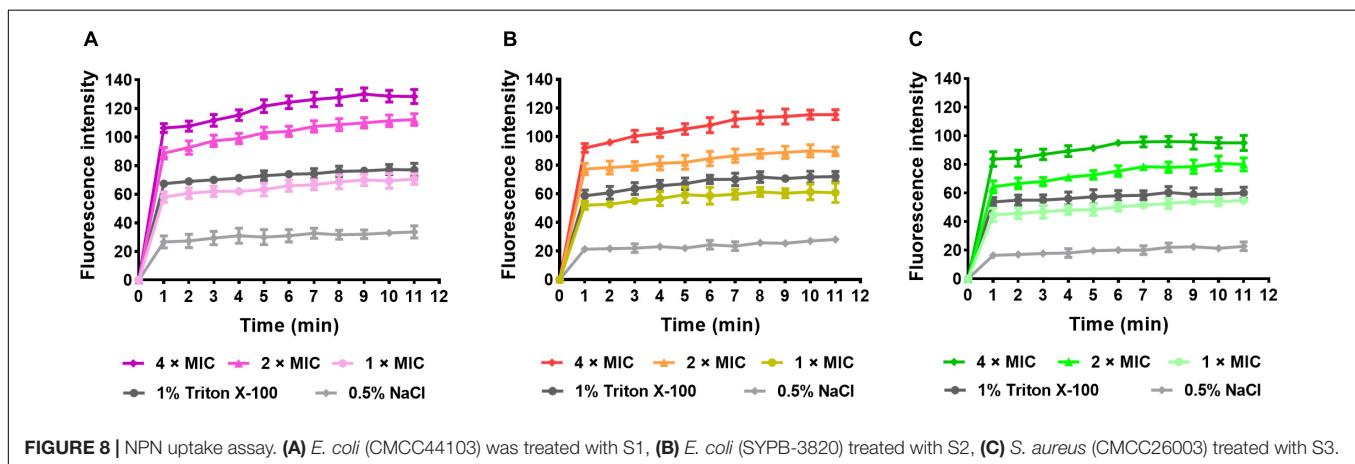 A
B
C
Fluorescence intensity
140
120
100
80
60
40
20
0
0 1 2 3 4 5 6 7 8 9 10 11 12
Time (min)
4 × MIC 2 × MIC 1 × MIC
1% Triton X-100 0.5% NaCl
Fluorescence intensity
140
120
100
80
60
40
20
0
0 1 2 3 4 5 6 7 8 9 10 11 12
Time (min)
4 × MIC 2 × MIC 1 × MIC
1% Triton X-100 0.5% NaCl
Fluorescence intensity
140
120
100
80
60
40
20
0
0 1 2 3 4 5 6 7 8 9 10 11 12
Time (min)
4 × MIC 2 × MIC 1 × MIC
1% Triton X-100 0.5% NaCl
FIGURE 8 | NPN uptake assay. (A) E. coli (CMCC44103) was treated with S1, (B) E. coli (SYPB-3820) treated with S2, (C) S. aureus (CMCC26003) treated with S3.